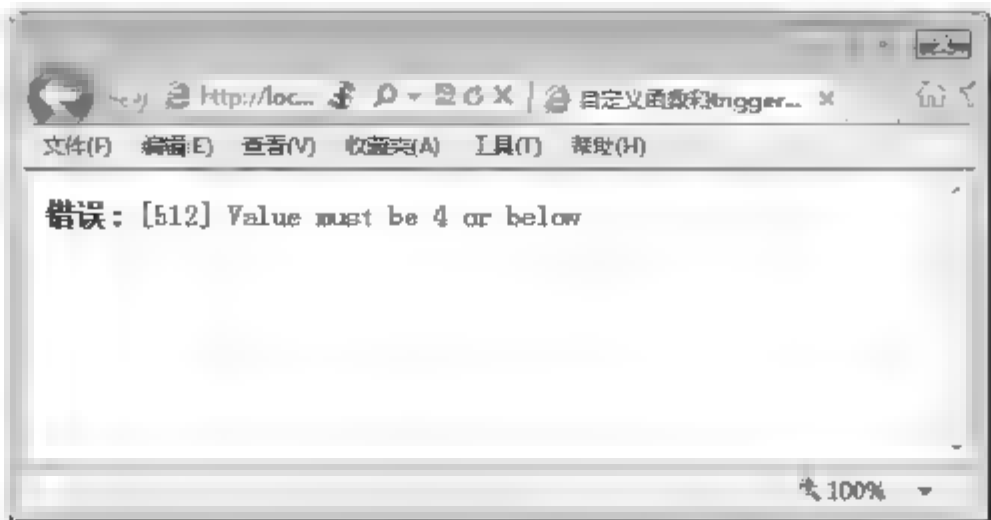 http://loc... 自定义函数和trigger...
文件(F) 编辑(E) 查看(V) 收藏夹(A) 工具(T) 帮助(H)
错误：[512] Value must be 4 or below
100%